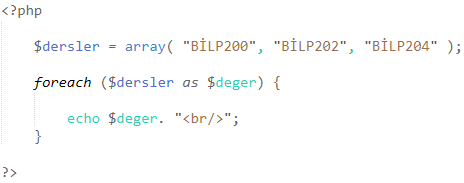 <?php
$dersler = array( "BİLP200", "BİLP202", "BİLP204" );
foreach ($dersler as $deger) {
echo $deger. "<br/>";
}
?>